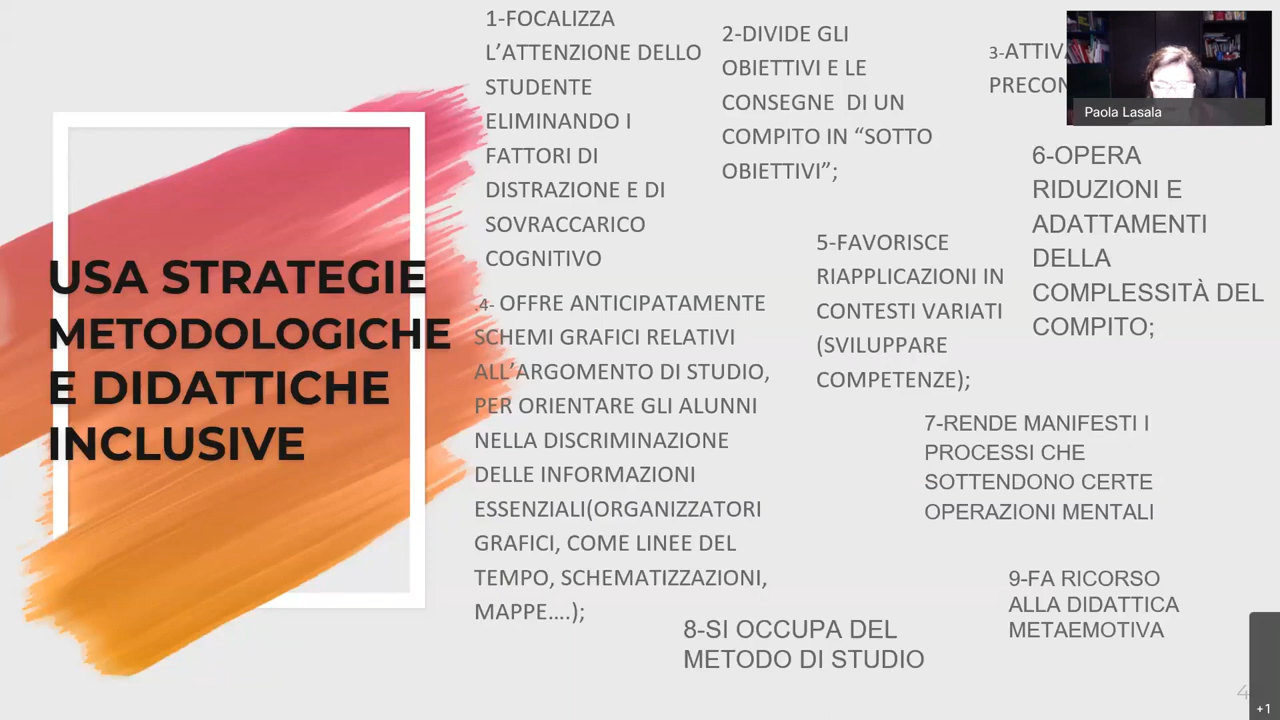 USA STRATEGIE
METODOLOGICHE
E DIDATTICHE
INCLUSIVE
1-FOCALIZZA
L’ATTENZIONE DELLO
STUDENTE
ELIMINANDO I
FATTORI DI
DISTRAZIONE E DI
SOVRACCARICO
COGNITIVO
2-DIVIDE GLI
OBIETTIVI E LE
CONSEGNE DI UN
COMPITO IN “SOTTO
OBIETTIVI”;
3-ATTIV
PRECON
Paola Lasala
.4- OFFRE ANTICIPATAMENTE
SCHEMI GRAFICI RELATIVI
ALL’ARGOMENTO DI STUDIO,
PER ORIENTARE GLI ALUNNI
NELLA DISCRIMINAZIONE
DELLE INFORMAZIONI
ESSENZIALI(ORGANIZZATORI
GRAFICI, COME LINEE DEL
TEMPO, SCHEMATIZZAZIONI,
MAPPE....);
5-FAVORISCE
RIAPPLICAZIONI IN
CONTESTI VARIATI
(SVILUPPARE
COMPETENZE);
6-OPERA
RIDUZIONI E
ADATTAMENTI
DELLA
COMPLESSITÀ DEL
COMPITO;
7-RENDE MANIFESTI I
PROCESSI CHE
SOTTENDONO CERTE
OPERAZIONI MENTALI
8-SI OCCUPA DEL
METODO DI STUDIO
9-FA RICORSO
ALLA DIDATTICA
METAEMOTIVA
+1